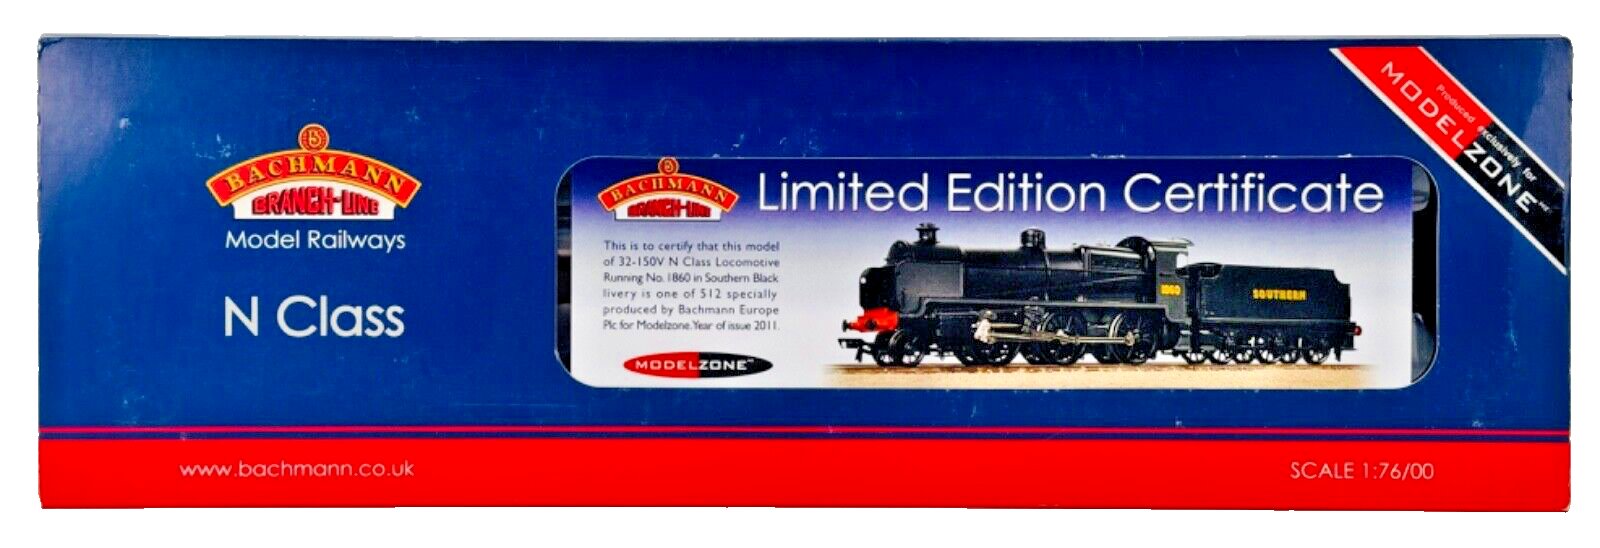 BACHMANN
BRANCH-LINE
Model Railways
N Class
BACHMANN
BRANCH-LINE
Limited Edition Certificate
This is to certify that this model
of 32-150V N Class Locomotive
Running No. 1860 in Southern Black
livery is one of 512 specially
produced by Bachmann Europe
Plc for Modelzone. Year of issue 2011.
MODELZONE™
1860
SOUTHERN
Produced exclusively for
MODELZONE™
www.bachmann.co.uk
SCALE 1:76/00